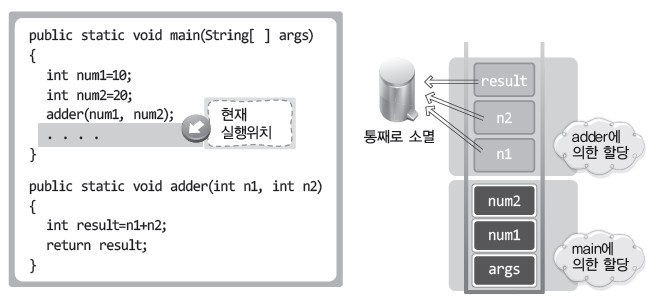 public static void main(String[ ] args)
{
int num1=10;
int num2=20;
adder(num1, num2);
. . . .
}
현재
실행위치
public static void adder(int n1, int n2)
{
int result=n1+n2;
return result;
}
통째로 소멸
result
n2
n1
adder에
의한 할당
num2
num1
args
main에
의한 할당